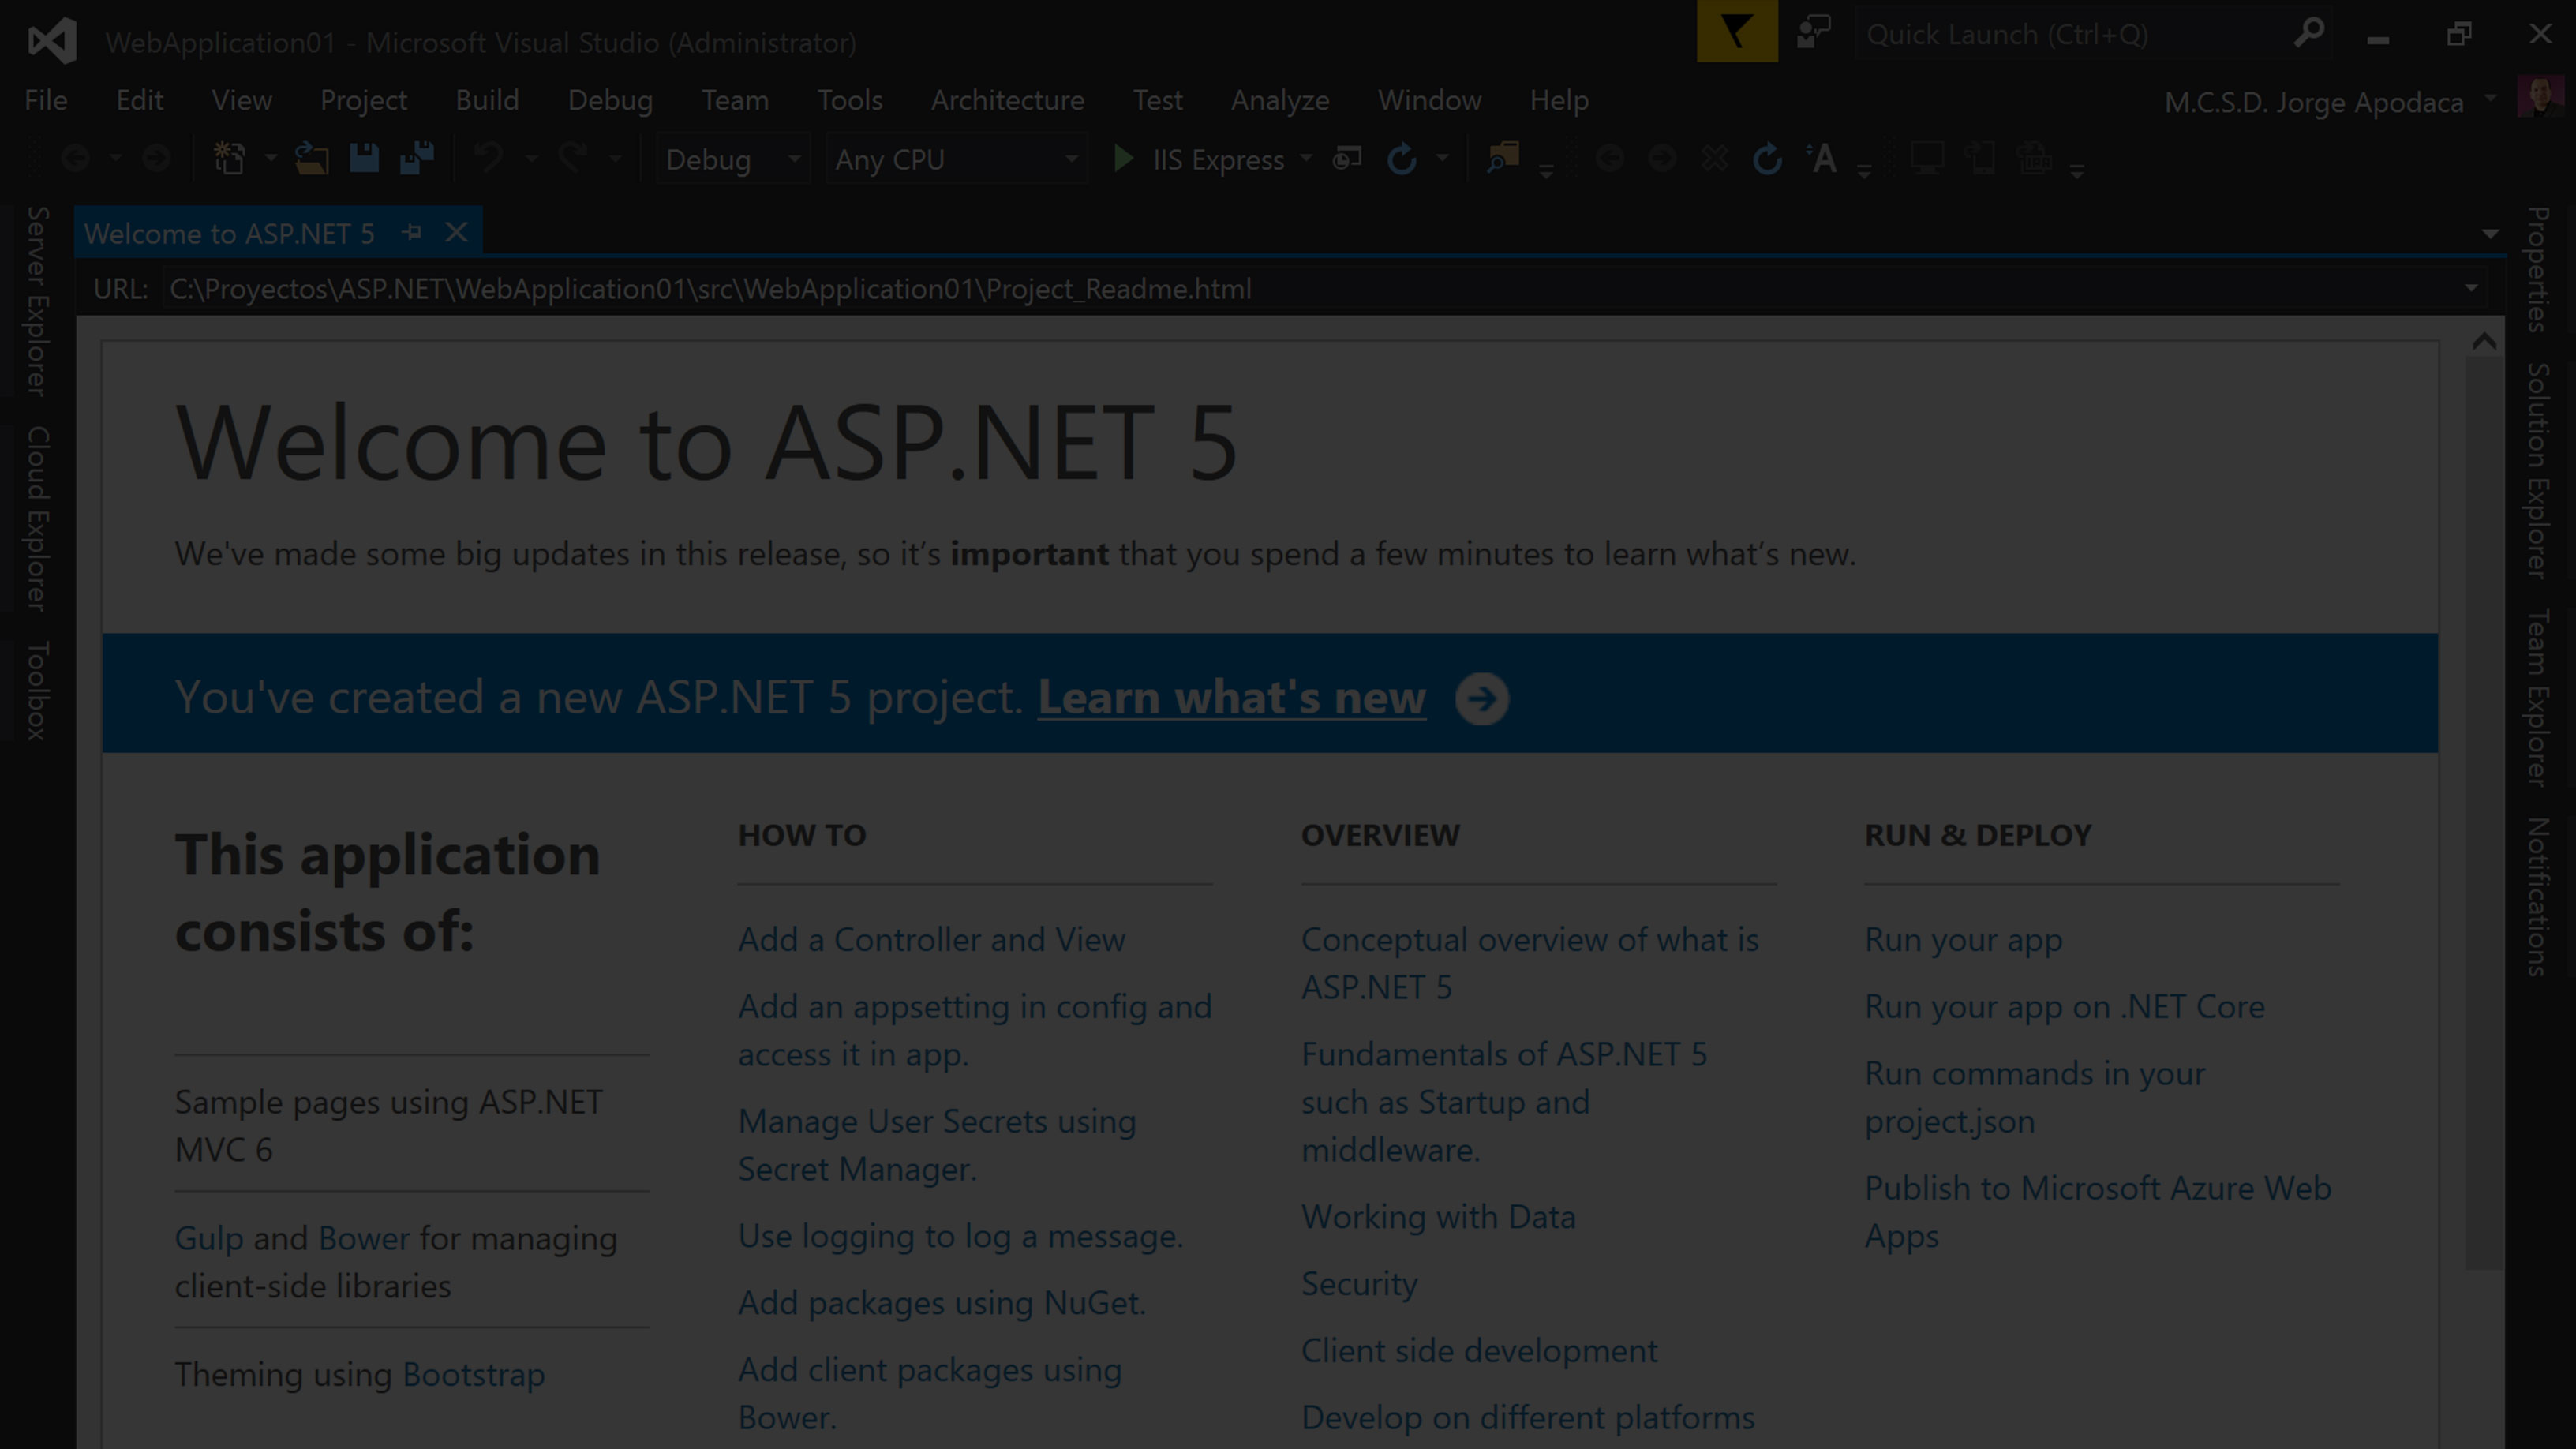 WebApplication01 - Microsoft Visual Studio (Administrator)
Quick Launch (Ctrl+Q)
File Edit View Project Build Debug Team Tools Architecture Test Analyze Window Help
M.C.S.D. Jorge Apodaca
Debug Any CPU IIS Express
Server Explorer
Cloud Explorer
Toolbox
Welcome to ASP.NET 5
URL: C:\Proyectos\ASP.NET\WebApplication01\src\WebApplication01\Project_Readme.html
Welcome to ASP.NET 5
We've made some big updates in this release, so it’s important that you spend a few minutes to learn what’s new.
You've created a new ASP.NET 5 project. Learn what's new
This application
consists of:
Sample pages using ASP.NET
MVC 6
Gulp and Bower for managing
client-side libraries
Theming using Bootstrap
HOW TO
Add a Controller and View
Add an appsetting in config and
access it in app.
Manage User Secrets using
Secret Manager.
Use logging to log a message.
Add packages using NuGet.
Add client packages using
Bower.
OVERVIEW
Conceptual overview of what is
ASP.NET 5
Fundamentals of ASP.NET 5
such as Startup and
middleware.
Working with Data
Security
Client side development
Develop on different platforms
RUN & DEPLOY
Run your app
Run your app on .NET Core
Run commands in your
project.json
Publish to Microsoft Azure Web
Apps
Properties
Solution Explorer
Team Explorer
Notifications